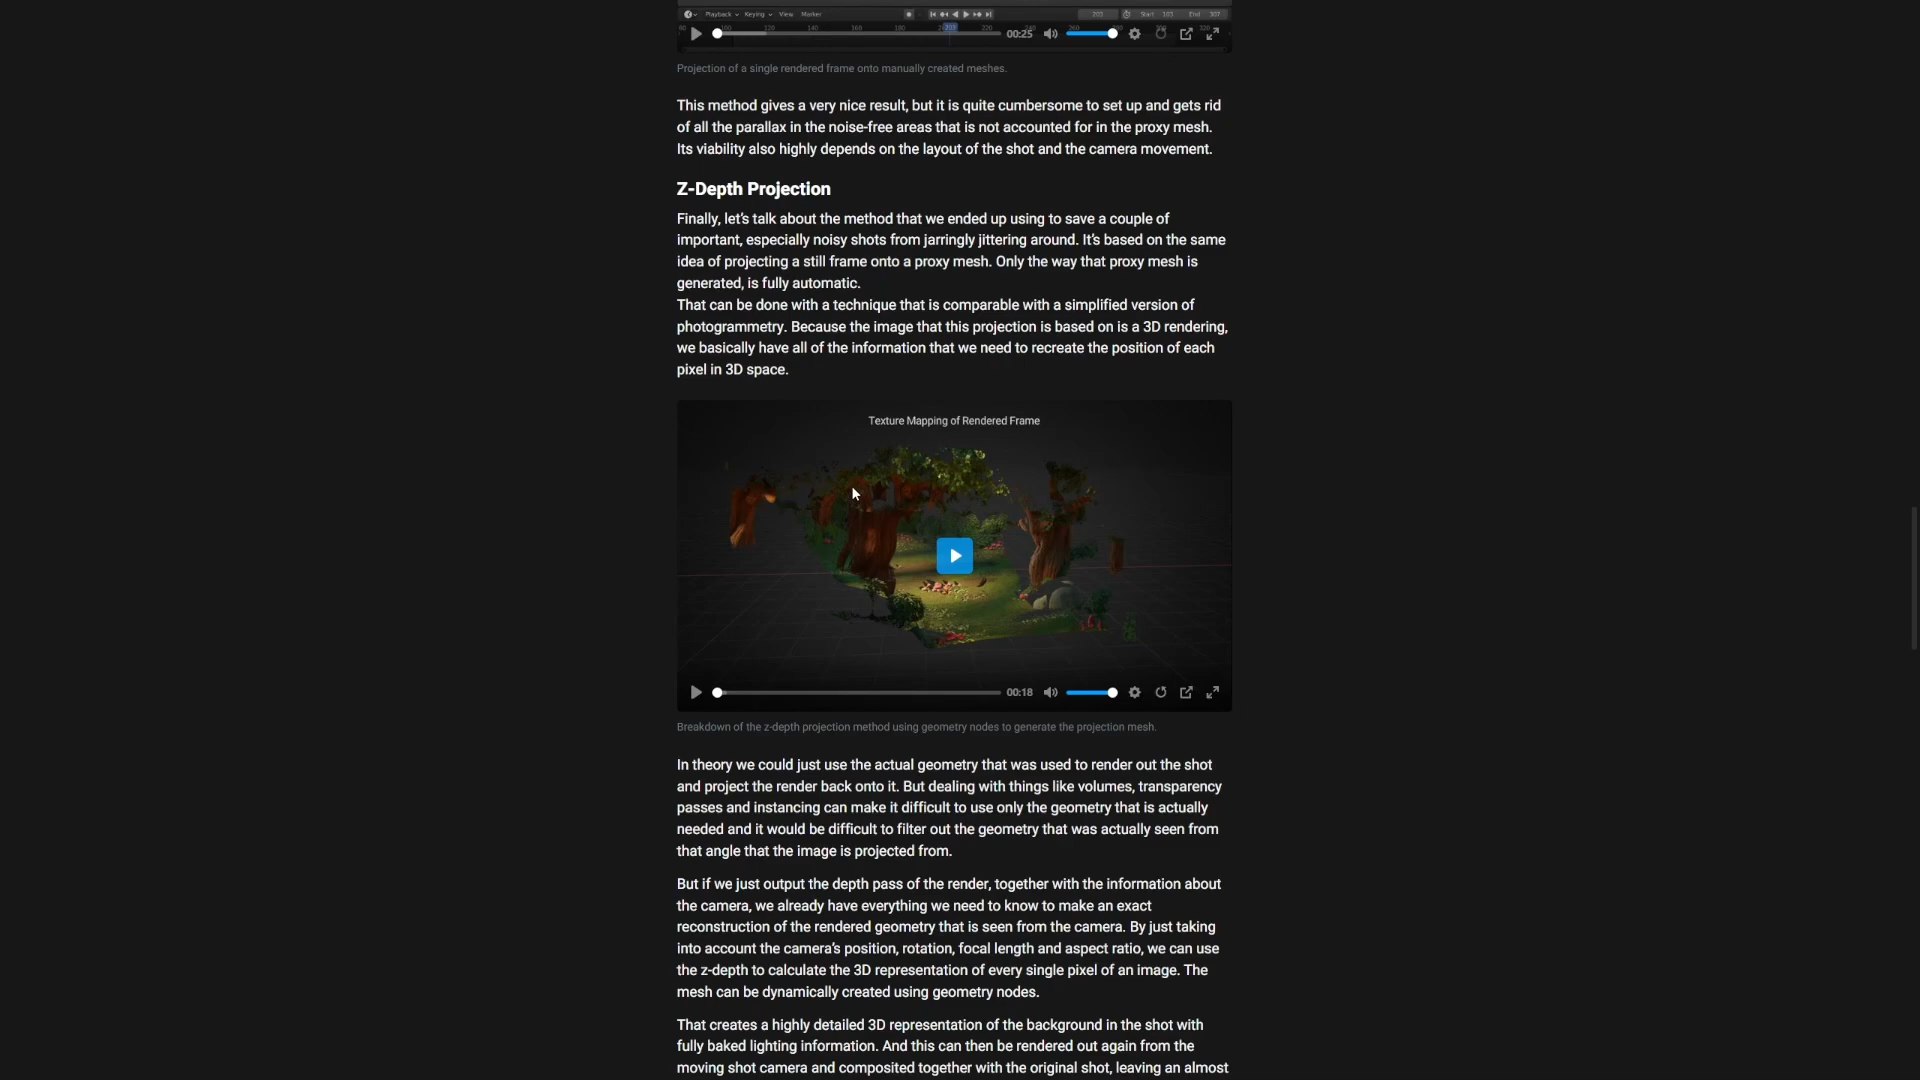 Playback Keying View Marker 203 Start 103 End 307
00:25
Projection of a single rendered frame onto manually created meshes.
This method gives a very nice result, but it is quite cumbersome to set up and gets rid
of all the parallax in the noise-free areas that is not accounted for in the proxy mesh.
Its viability also highly depends on the layout of the shot and the camera movement.
Z-Depth Projection
Finally, let's talk about the method that we ended up using to save a couple of
important, especially noisy shots from jarringly jittering around. It's based on the same
idea of projecting a still frame onto a proxy mesh. Only the way that proxy mesh is
generated, is fully automatic.
That can be done with a technique that is comparable with a simplified version of
photogrammetry. Because the image that this projection is based on is a 3D rendering,
we basically have all of the information that we need to recreate the position of each
pixel in 3D space.
Texture Mapping of Rendered Frame
00:18
Breakdown of the z-depth projection method using geometry nodes to generate the projection mesh.
In theory we could just use the actual geometry that was used to render out the shot
and project the render back onto it. But dealing with things like volumes, transparency
passes and instancing can make it difficult to use only the geometry that is actually
needed and it would be difficult to filter out the geometry that was actually seen from
that angle that the image is projected from.
But if we just output the depth pass of the render, together with the information about
the camera, we already have everything we need to know to make an exact
reconstruction of the rendered geometry that is seen from the camera. By just taking
into account the camera's position, rotation, focal length and aspect ratio, we can use
the z-depth to calculate the 3D representation of every single pixel of an image. The
mesh can be dynamically created using geometry nodes.
That creates a highly detailed 3D representation of the background in the shot with
fully baked lighting information. And this can then be rendered out again from the
moving shot camera and composited together with the original shot, leaving an almost